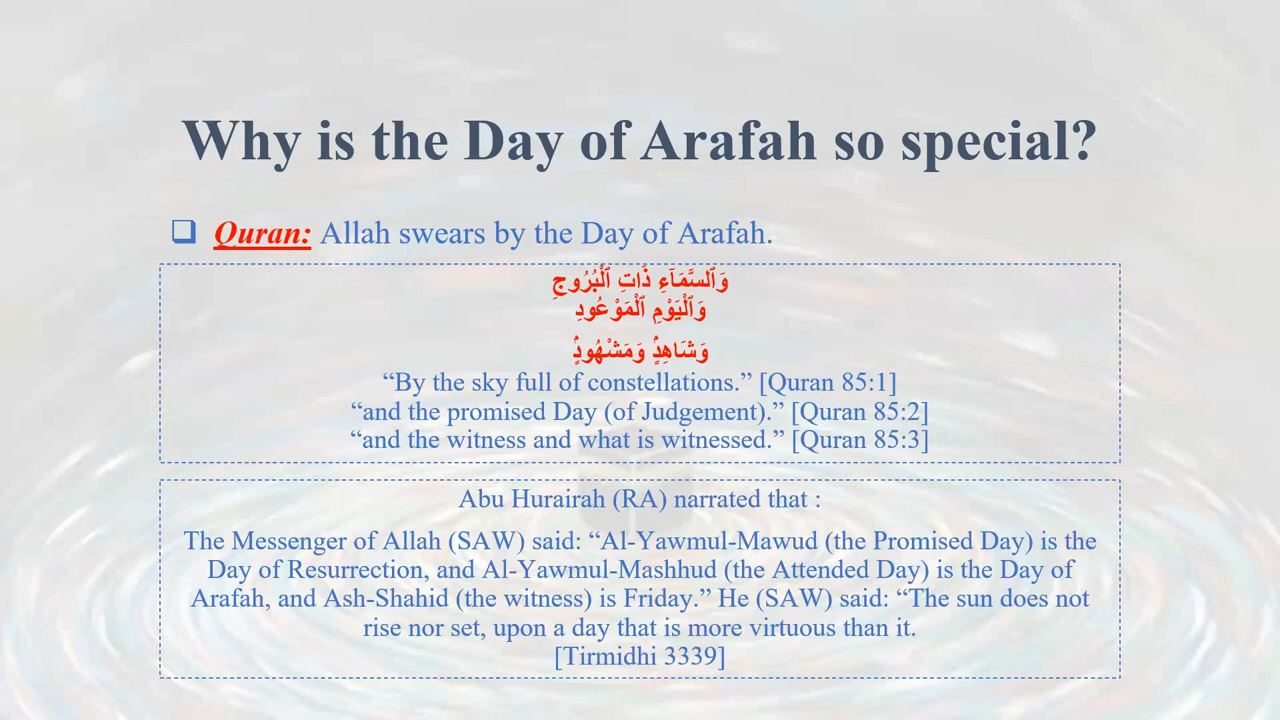 Why is the Day of Arafah so special?
❑ Quran: Allah swears by the Day of Arafah.
وَٱلسَّمَآءِ ذَاتِ ٱلْبُرُوجِ
وَٱلْيَوْمِ ٱلْمَوْعُودِ
وَشَاهِدٍۢ وَمَشْهُودٍۢ
“By the sky full of constellations.” [Quran 85:1]
“and the promised Day (of Judgement).” [Quran 85:2]
“and the witness and what is witnessed.” [Quran 85:3]
Abu Hurairah (RA) narrated that :
The Messenger of Allah (SAW) said: “Al-Yawmul-Mawud (the Promised Day) is the
Day of Resurrection, and Al-Yawmul-Mashhud (the Attended Day) is the Day of
Arafah, and Ash-Shahid (the witness) is Friday.” He (SAW) said: “The sun does not
rise nor set, upon a day that is more virtuous than it.
[Tirmidhi 3339]